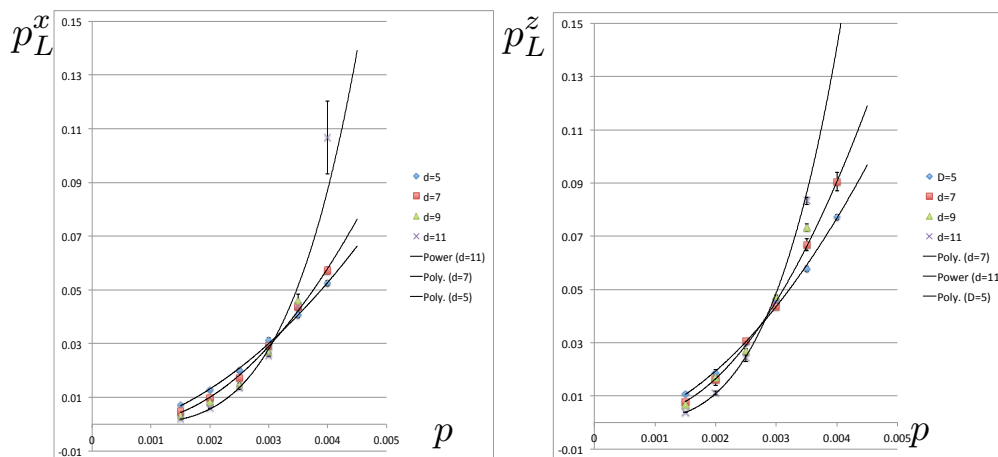 p_L^x
0.15
0.13
0.11
0.09
0.07
0.05
0.03
0.01
-0.01
0 0.001 0.002 0.003 0.004 0.005
p
d=5
d=7
d=9
d=11
Power (d=11)
Poly. (d=7)
Poly. (d=5)
p_L^z
0.15
0.13
0.11
0.09
0.07
0.05
0.03
0.01
-0.01
0 0.001 0.002 0.003 0.004 0.005
p
D=5
d=7
d=9
d=11
Poly. (d=7)
Power (d=11)
Poly. (D=5)